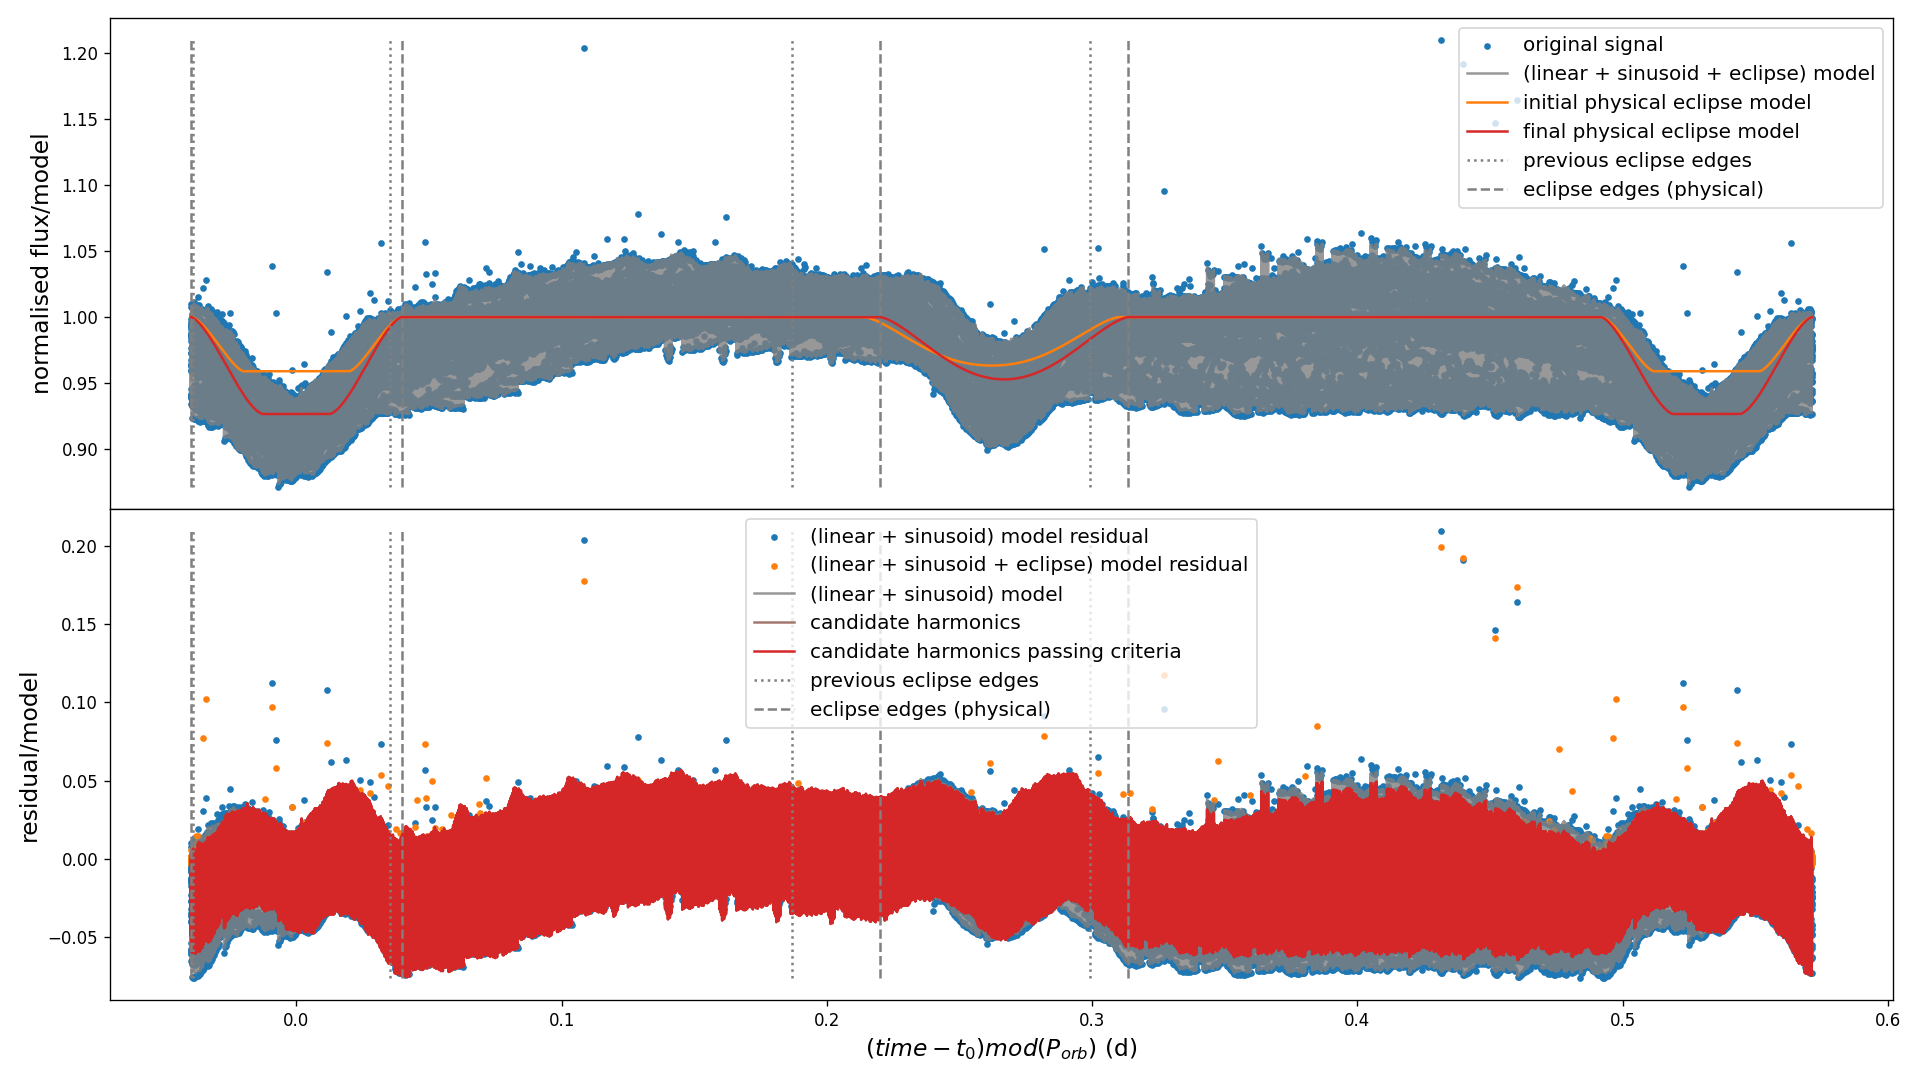 normalised flux/model
1.20
1.15
1.10
1.05
1.00
0.95
0.90
original signal
(linear + sinusoid + eclipse) model
initial physical eclipse model
final physical eclipse model
previous eclipse edges
eclipse edges (physical)
residual/model
0.20
0.15
0.10
0.05
0.00
−0.05
(linear + sinusoid) model residual
(linear + sinusoid + eclipse) model residual
(linear + sinusoid) model
candidate harmonics
candidate harmonics passing criteria
previous eclipse edges
eclipse edges (physical)
0.0 0.1 0.2 0.3 0.4 0.5 0.6
(time − t₀)mod(P_orb) (d)